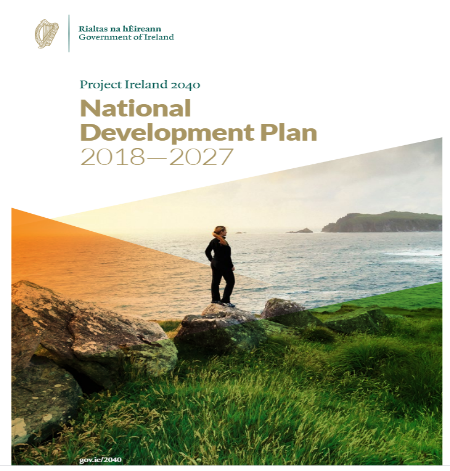 Rialtas na hÉireann
Government of Ireland
Project Ireland 2040
National
Development Plan
2018—2027
gov.ie/2040